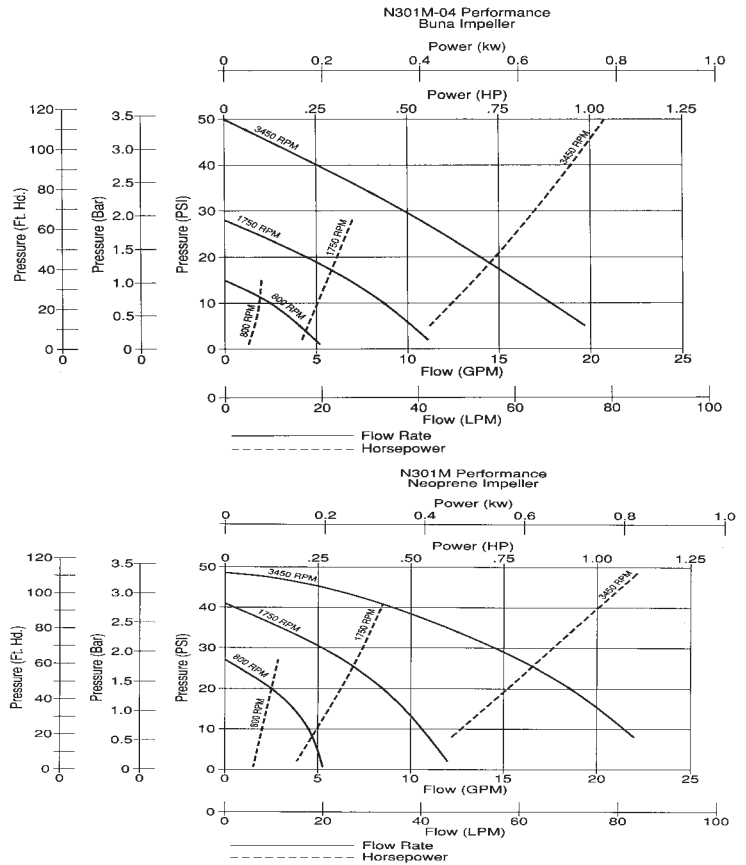 N301M-04 Performance
Buna Impeller
Power (kw)
0 0.2 0.4 0.6 0.8 1.0
Power (HP)
0 .25 .50 .75 1.00 1.25
120 100 80 60 40 20 0
0
Pressure (Ft. Hd.)
3.5 3.0 2.5 2.0 1.5 1.0 0.5 0
0
Pressure (Bar)
50 40 30 20 10 0
Pressure (PSI)
3450 RPM
1750 RPM
800 RPM
800 RPM
1750 RPM
3450 RPM
0 5 10 15 20 25
Flow (GPM)
0
0 20 40 60 80 100
Flow (LPM)
Flow Rate
Horsepower
N301M Performance
Neoprene Impeller
Power (kw)
0 0.2 0.4 0.6 0.8 1.0
Power (HP)
0 .25 .50 .75 1.00 1.25
120 100 80 60 40 20 0
0
Pressure (Ft. Hd.)
3.5 3.0 2.5 2.0 1.5 1.0 0.5 0
0
Pressure (Bar)
50 40 30 20 10 0
Pressure (PSI)
3450 RPM
1750 RPM
800 RPM
800 RPM
1750 RPM
3450 RPM
0 5 10 15 20 25
Flow (GPM)
0
0 20 40 60 80 100
Flow (LPM)
Flow Rate
Horsepower